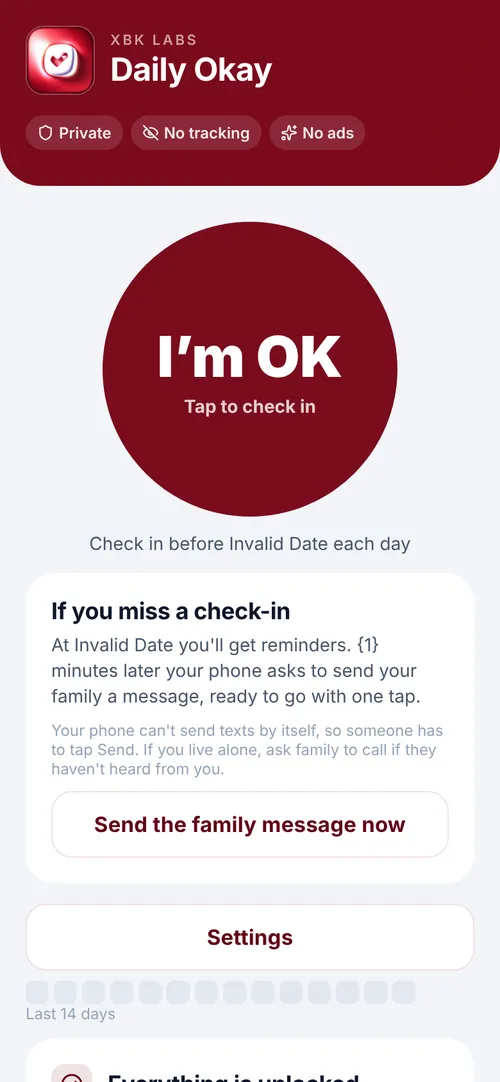 XBK LABS
Daily Okay
Private
No tracking
No ads
I’m OK
Tap to check in
Check in before Invalid Date each day
If you miss a check-in
At Invalid Date you'll get reminders. {1}
minutes later your phone asks to send your
family a message, ready to go with one tap.
Your phone can't send texts by itself, so someone has
to tap Send. If you live alone, ask family to call if they
haven't heard from you.
Send the family message now
Settings
Last 14 days
Everything is unlocked